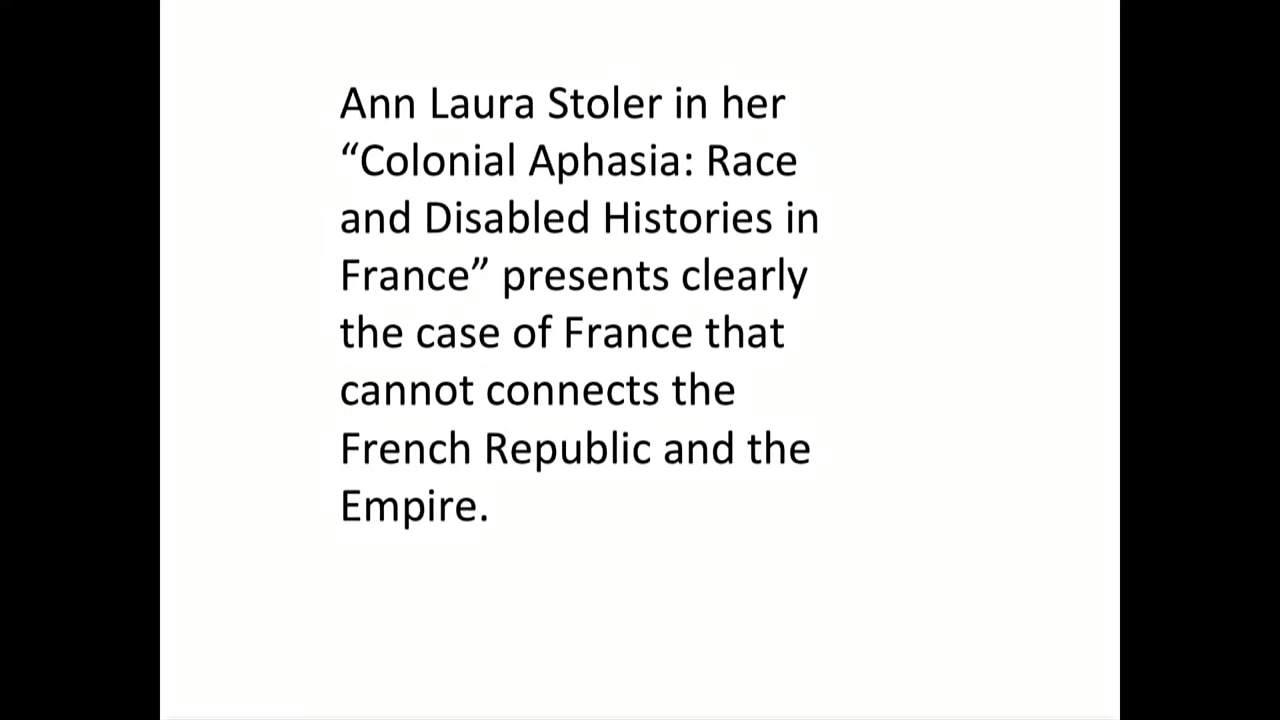 Ann Laura Stoler in her
“Colonial Aphasia: Race
and Disabled Histories in
France” presents clearly
the case of France that
cannot connects the
French Republic and the
Empire.